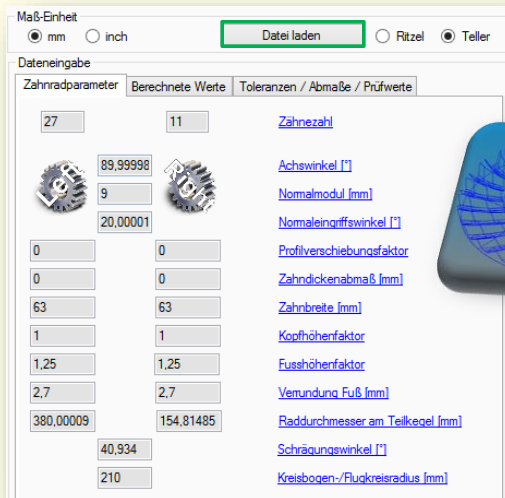 Maß-Einheit
mm inch Datei laden Ritzel Teller
Dateneingabe
Zahnradparameter Berechnete Werte Toleranzen / Abmaße / Prüfwerte
27 11 Zähnezahl
Left Right
89,99998 Achswinkel [°]
9 Normalmodul [mm]
20,00001 Normaleingriffswinkel [°]
0 0 Profilverschiebungsfaktor
0 0 Zahndickenabmaß [mm]
63 63 Zahnbreite [mm]
1 1 Kopfhöhenfaktor
1,25 1,25 Fusshöhenfaktor
2,7 2,7 Verrundung Fuß [mm]
380,00009 154,81485 Raddurchmesser am Teilkegel [mm]
40,934 Schrägungswinkel [°]
210 Kreisbogen-/Flugkreisradius [mm]